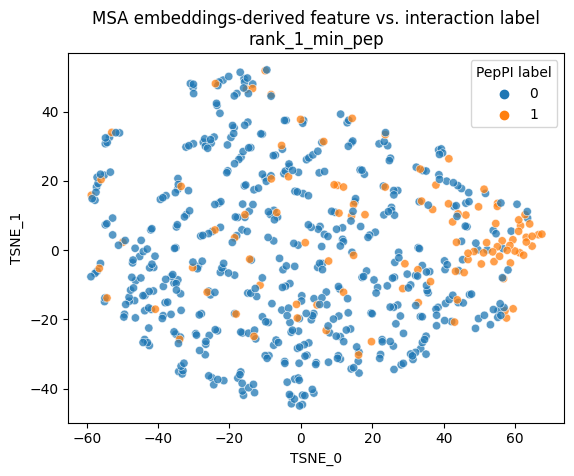 MSA embeddings-derived feature vs. interaction label
rank_1_min_pep
PepPI label
0
1
TSNE_1
40
20
0
−20
−40
−60
−40
−20
0
20
40
60
TSNE_0